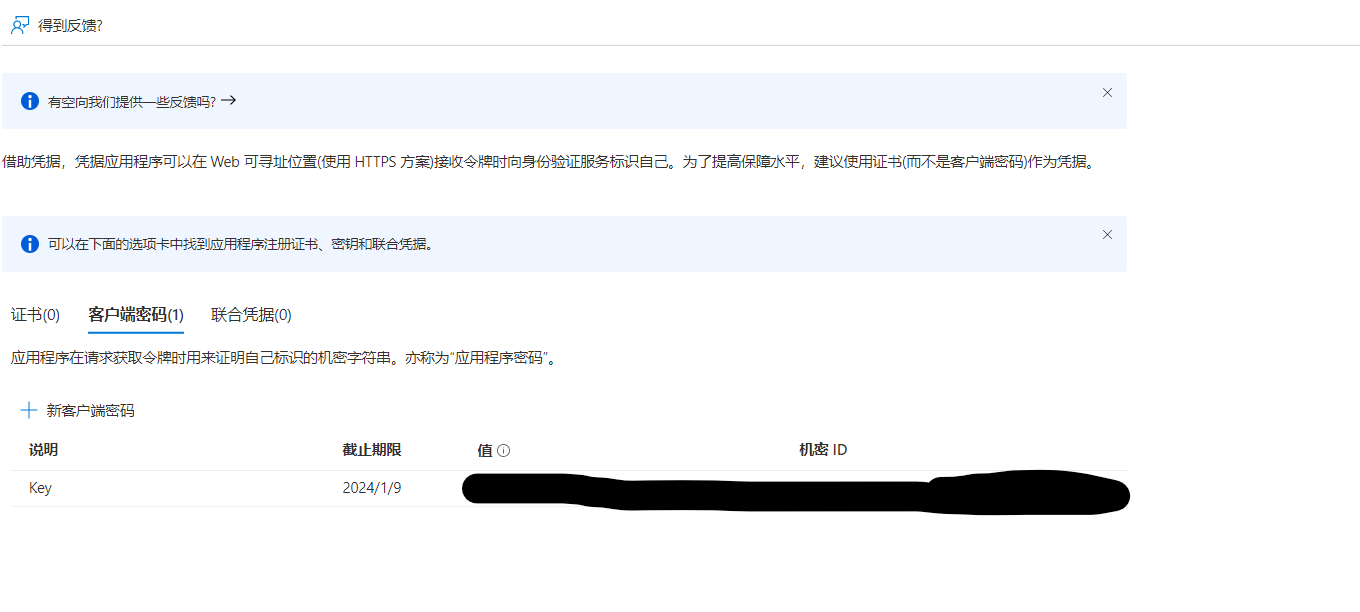 得到反馈?
有空向我们提供一些反馈吗? →
借助凭据，凭据应用程序可以在 Web 可寻址位置(使用 HTTPS 方案)接收令牌时向身份验证服务标识自己。为了提高保障水平，建议使用证书(而不是客户端密码)作为凭据。
可以在下面的选项卡中找到应用程序注册证书、密钥和联合凭据。
证书(0) 客户端密码(1) 联合凭据(0)
应用程序在请求获取令牌时用来证明自己标识的机密字符串。亦称为“应用程序密码”。
新客户端密码
说明 截止期限 值 机密 ID
Key 2024/1/9